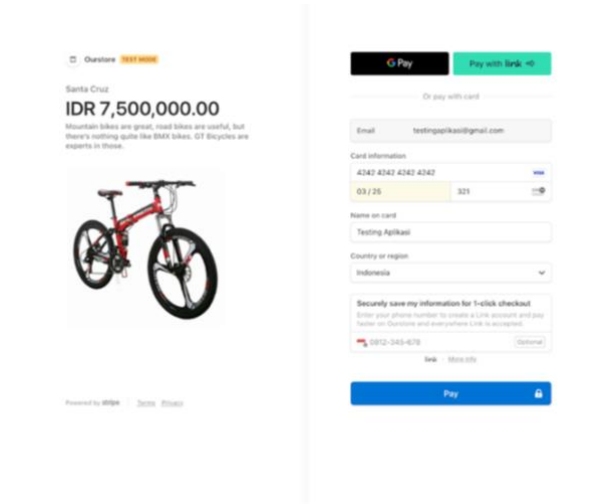 Ourstore TEST MODE
Santa Cruz
IDR 7,500,000.00
Mountain bikes are great, road bikes are useful, but
there's nothing quite like BMX bikes. GT Bicycles are
experts in those.
Powered by stripe
Terms Privacy
G Pay
Pay with link
Or pay with card
Email testingaplikasi@gmail.com
Card information
4242 4242 4242 4242 VISA
03 / 25 321
Name on card
Testing Aplikasi
Country or region
Indonesia
Securely save my information for 1-click checkout
Enter your phone number to create a Link account and pay
faster on Ourstore and everywhere Link is accepted.
0812-345-678 Optional
link More info
Pay